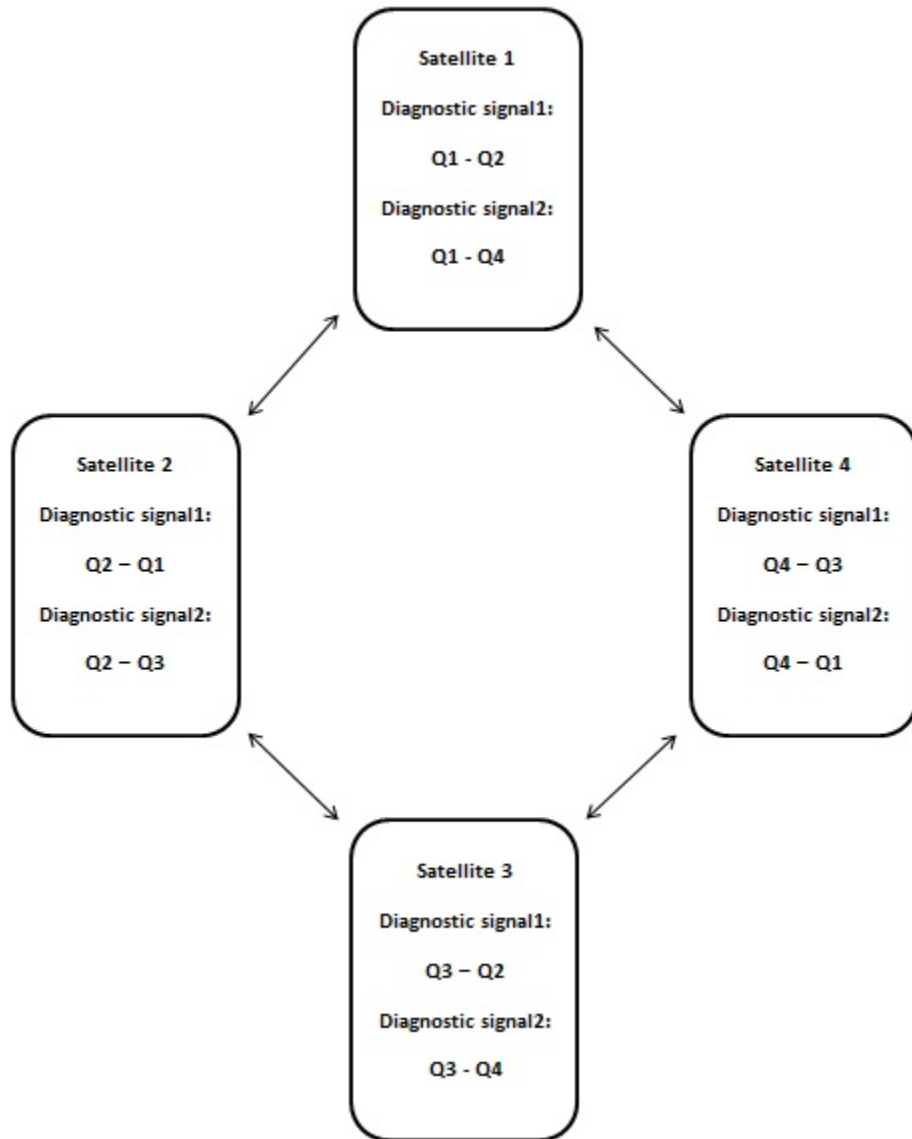 Satellite 1
Diagnostic signal1:
Q1 - Q2
Diagnostic signal2:
Q1 - Q4
Satellite 2
Diagnostic signal1:
Q2 – Q1
Diagnostic signal2:
Q2 – Q3
Satellite 4
Diagnostic signal1:
Q4 – Q3
Diagnostic signal2:
Q4 – Q1
Satellite 3
Diagnostic signal1:
Q3 – Q2
Diagnostic signal2:
Q3 - Q4